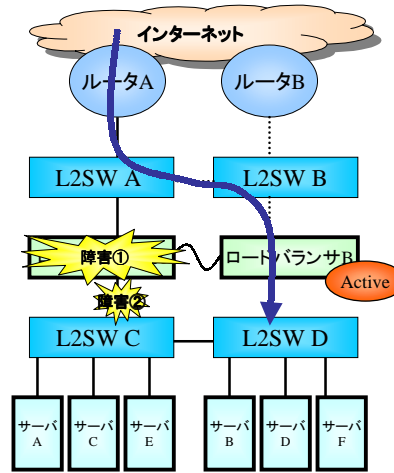 インターネット
ルータA
ルータB
L2SW A
L2SW B
障害①
ロードバランサB
Active
障害②
L2SW C
L2SW D
サーバ
A
サーバ
C
サーバ
E
サーバ
B
サーバ
D
サーバ
F